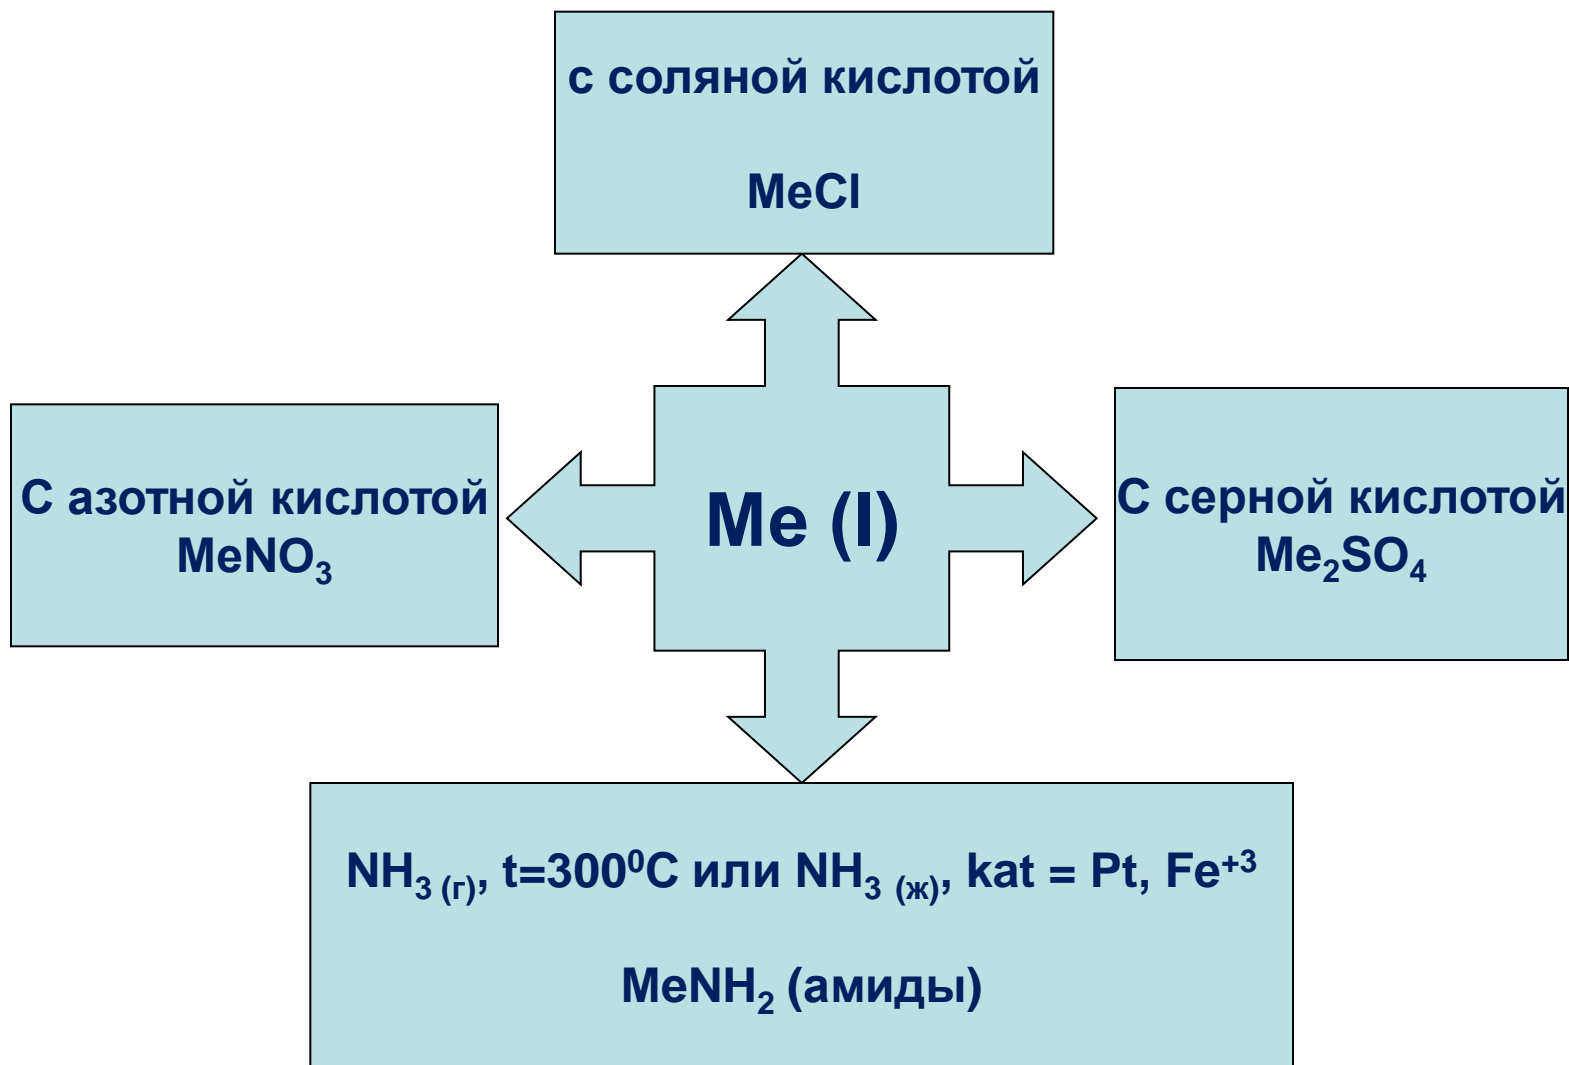 с соляной кислотой
MeCl
С азотной кислотой
MeNO₃
Me (I)
С серной кислотой
Me₂SO₄
NH₃ (г), t=300⁰C или NH₃ (ж), kat = Pt, Fe⁺³
MeNH₂ (амиды)